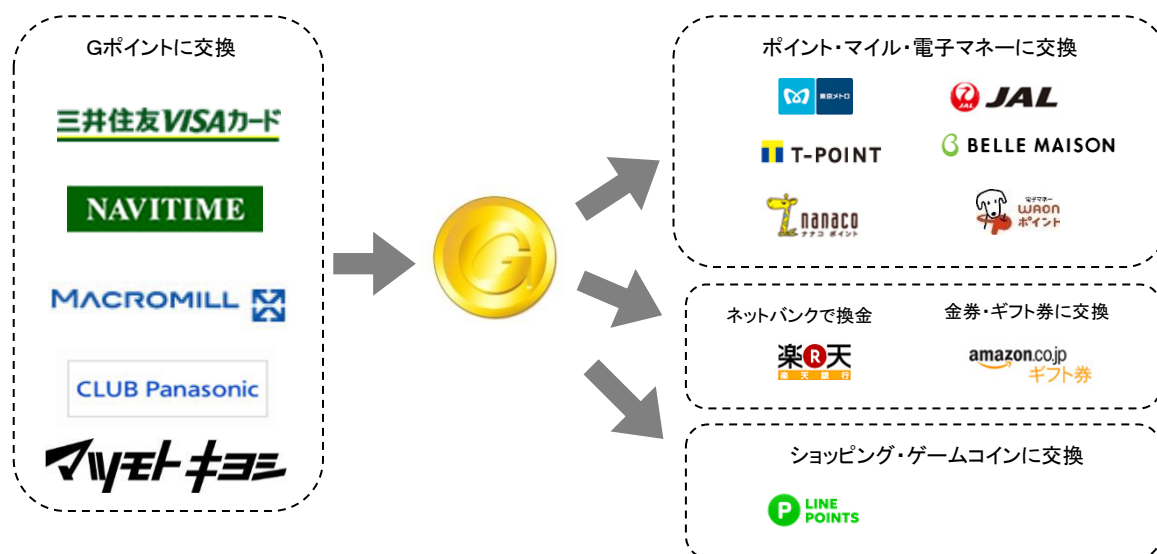 Gポイントに交換
三井住友VISAカード
NAVITIME
MACROMILL
CLUB Panasonic
マツモトキヨシ
G
ポイント・マイル・電子マネーに交換
東京メトロ
JAL
T-POINT
BELLE MAISON
nanaco
ナナコ ポイント
電子マネー
WAON
ポイント
ネットバンクで換金
楽R天
楽天銀行
金券・ギフト券に交換
amazon.co.jp
ギフト券
ショッピング・ゲームコインに交換
P LINE
POINTS